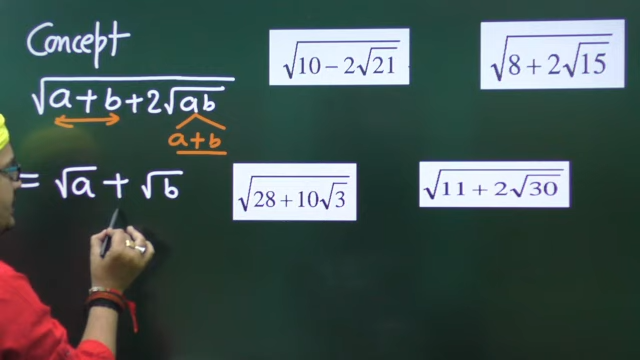 Concept
√(a + b + 2√(ab))
a + b
= √a + √b
√(10 − 2√21)
√(8 + 2√15)
√(28 + 10√3)
√(11 + 2√30)